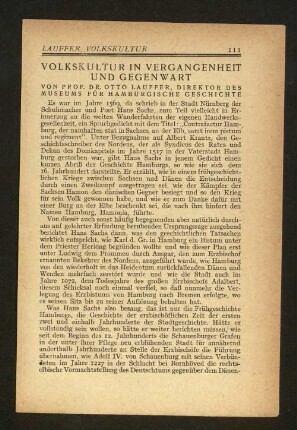 LAUFFER, VOLKSKULTUR 111
VOLKSKULTUR IN VERGANGENHEIT
UND GEGENWART
VON PROF. DR. OTTO LAUFFER, DIREKTOR DES
MUSEUMS FÜR HAMBURGISCHE GESCHICHTE
Es war im Jahre 1569, da schrieb in der Stadt Nürnberg der
Schuhmacher und Poet Hans Sachs, zum Teil vielleicht in Er-
innerung an die weiten Wanderfahrten der eigenen Handwerks-
gesellenzeit, ein Spruchgedicht mit dem Titel: „
burg, der namhaften statt in Sachsen, an der Elb, samt irem
und regiment". Unter Bezugnahme auf Albert Krantz, den Ge-
schichtschreiber des Nordens, der als Syndicus des Rates und
Dekan des Domkapitels im Jahre 1517 in der Vaterstadt Ham-
burg gestorben war, gibt Hans Sachs in jenem Gedicht einen
kurzen Abriß der Geschichte Hamburgs, so wie sie sich dem
16. Jahrhundert darstellte. Er erzählt, wie in einem frühgeschicht-
lichen Kriege zwischen Sachsen und Dänen die Entscheidung
durch einen Zweikampf ausgetragen sei, wie der Kämpfer der
Sachsen Hamon den dänischen Gegner besiegt und so den Krieg
für sein Volk gewonnen habe, und wie er zum Danke dafür mit
einer Burg an der Elbe beschenkt sei, die nach ihm fürderhin den
Namen Hamburg, Hamonia, führte.
Von dieser auch sonst häufig begegnenden aber natürlich durch-
aus und gelehrter Erfindung beruhenden Ursprungssage ausgehend
berichtet Hans Sachs dann, was den geschichtlichen Tatsachen
wirklich entspricht, wie Karl d. Gr. in Hamburg ein Bistum unter
dem Priester Heridag begründen wollte und wie dieser Plan erst
unter Ludwig dem Frommen durch Ansgar, den zum Erzbischof
ernannten Bekehrer des Nordens, ausgeführt wurde, wie Hamburg
von den wiederholt in das Heidentum zurückfallenden Dänen und
Wenden mehrfach zerstört wurde und wie die Stadt auch im
Jahre 1072, dem Todesjahre des großen Erzbischofs Adalbert,
diesem Schicksal noch einmal verfiel, so daß nunmehr die Ver-
legung des Erzbistums von Hamburg nach Bremen erfolgte, wo
es seinen Sitz bis zu seiner Auflösung behalten hat.
Was Hans Sachs also besang, das ist nur die Frühgeschichte
Hamburgs, die Geschichte der erzbischöflichen Zeit der ersten
zwei und einhalb Jahrhunderte der Stadtgeschichte. Hätte er
vollständig sein wollen, so hätte er weiter berichten müssen, wie
seit dem Beginn des 12. Jahrhunderts die Schauenburger Grafen
in der unter ihrer Pflege neu erblühenden Stadt für annähernd
anderthalb Jahrhunderte an Stelle der Erzbischöfe die Führung
übernahmen, wie Adolf IV. von Schauenburg mit seinen Verbün-
deten im Jahre 1227 in der Schlacht bei Bornhöved die rechts-
elbische Vormachtstellung des Deutschtums gegenüber dem Dänen-